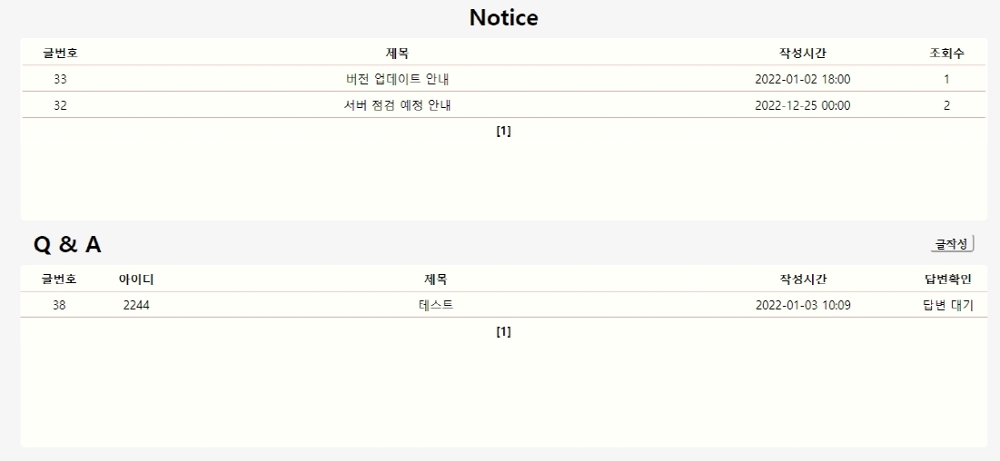 Notice
글번호 제목 작성시간 조회수
33 버전 업데이트 안내 2022-01-02 18:00 1
32 서버 점검 예정 안내 2022-12-25 00:00 2
[1]
Q & A 글작성
글번호 아이디 제목 작성시간 답변확인
38 2244 테스트 2022-01-03 10:09 답변 대기
[1]